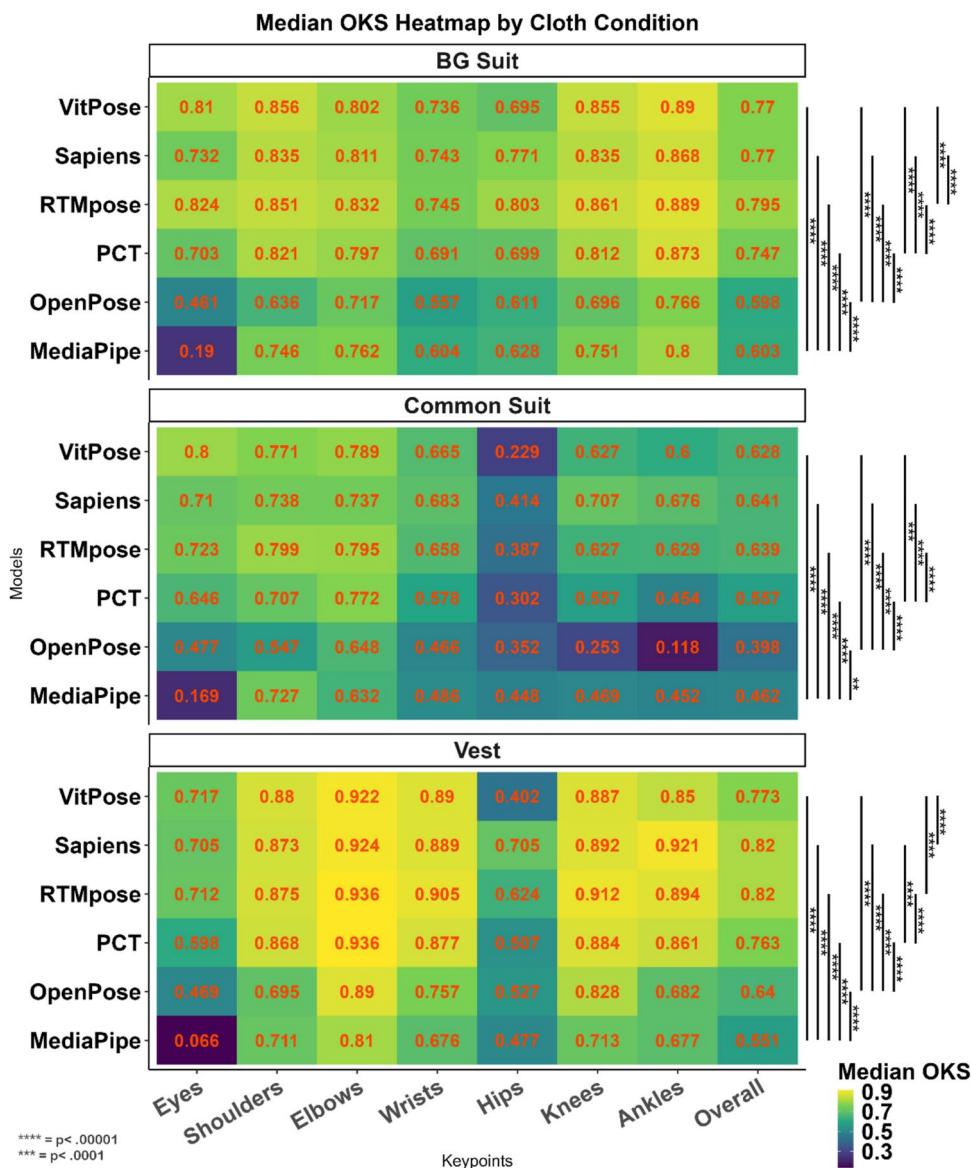 Median OKS Heatmap by Cloth Condition
BG Suit
VitPose 0.81 0.856 0.802 0.736 0.695 0.855 0.89 0.77
Sapiens 0.732 0.835 0.811 0.743 0.771 0.835 0.868 0.77
RTMpose 0.824 0.851 0.832 0.745 0.803 0.861 0.889 0.795
PCT 0.703 0.821 0.797 0.691 0.699 0.812 0.873 0.747
OpenPose 0.461 0.636 0.717 0.557 0.611 0.696 0.766 0.598
MediaPipe 0.19 0.746 0.762 0.604 0.628 0.751 0.8 0.603
Common Suit
VitPose 0.8 0.771 0.789 0.665 0.229 0.627 0.6 0.628
Sapiens 0.71 0.738 0.737 0.683 0.414 0.707 0.676 0.641
RTMpose 0.723 0.799 0.795 0.658 0.387 0.627 0.629 0.639
Models
PCT 0.646 0.707 0.772 0.578 0.302 0.557 0.454 0.557
OpenPose 0.477 0.547 0.648 0.466 0.352 0.253 0.118 0.398
MediaPipe 0.169 0.727 0.632 0.486 0.448 0.469 0.452 0.462
Vest
VitPose 0.717 0.88 0.922 0.89 0.402 0.887 0.85 0.773
Sapiens 0.705 0.873 0.924 0.889 0.705 0.892 0.921 0.82
RTMpose 0.712 0.875 0.936 0.905 0.624 0.912 0.894 0.82
PCT 0.598 0.868 0.936 0.877 0.507 0.884 0.861 0.763
OpenPose 0.469 0.695 0.89 0.757 0.527 0.828 0.682 0.64
MediaPipe 0.066 0.711 0.81 0.676 0.477 0.713 0.677 0.551
Eyes Shoulders Elbows Wrists Hips Knees Ankles Overall
Median OKS
0.9
0.7
0.5
0.3
**** = p< .00001
*** = p< .0001
Keypoints